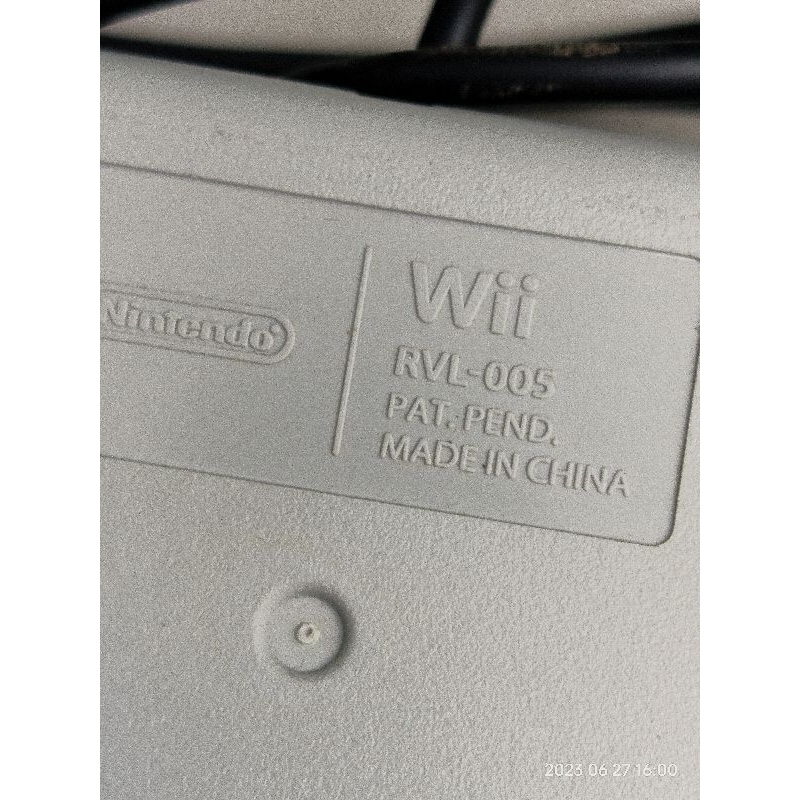 Nintendo
Wii
RVL-005
PAT. PEND.
MADE IN CHINA
2023 06 27 16:00